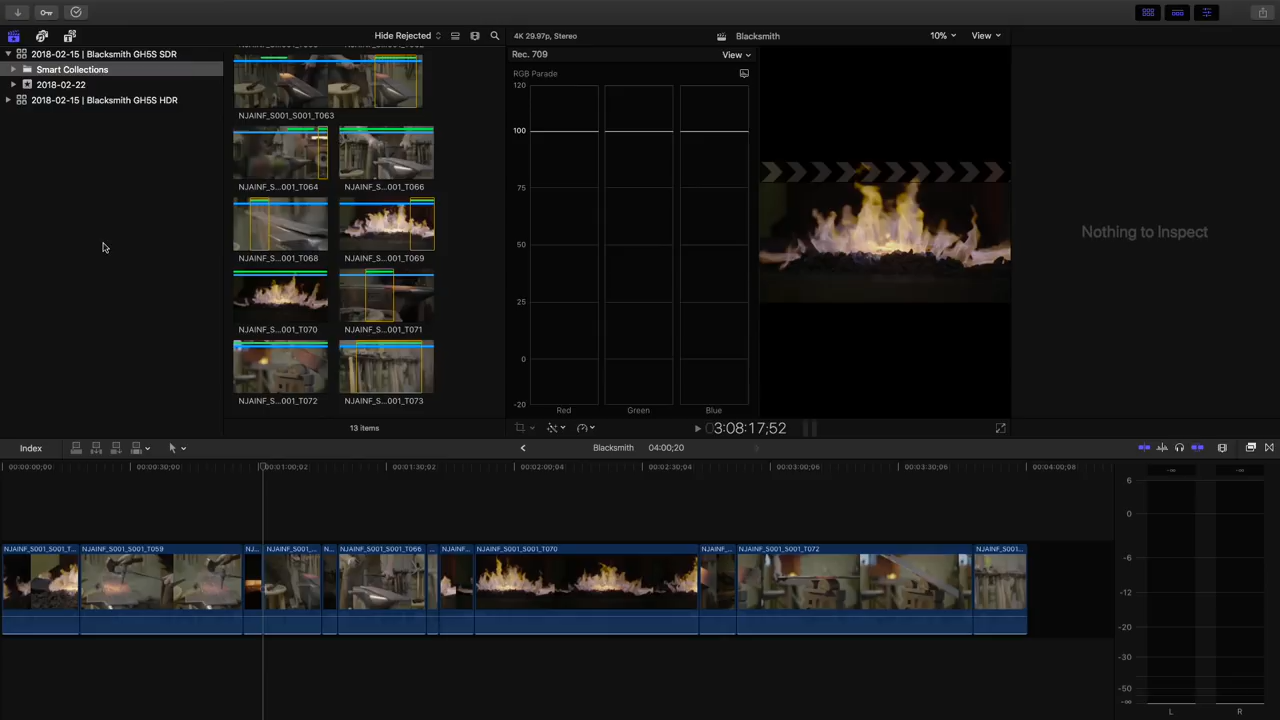 Hide Rejected
4K 29.97p, Stereo
Blacksmith
10%
View
2018-02-15 | Blacksmith GH5S SDR
Smart Collections
2018-02-22
2018-02-15 | Blacksmith GH5S HDR
NJAINF_S001_S001_T063
NJAINF_S...001_T064
NJAINF_S...001_T066
NJAINF_S...001_T068
NJAINF_S...001_T069
NJAINF_S...001_T070
NJAINF_S...001_T071
NJAINF_S...001_T072
NJAINF_S...001_T073
13 items
Rec. 709
View
RGB Parade
120
100
75
50
25
0
-20
Red
Green
Blue
3:08:17;52
Nothing to Inspect
Index
Blacksmith
04:00;20
00:00:00;00
00:00:30;00
00:01:00;02
00:01:30;02
00:02:00;04
00:02:30;04
00:03:00;06
00:03:30;06
00:04:00;08
NJAINF_S001_S001_T...
NJAINF_S001_S001_T059
NJ...
NJAINF_S001_...
N...
NJAINF_S001_S001_T066
...
NJAINF_...
NJAINF_S001_S001_T070
NJAINF_...
NJAINF_S001_S001_T072
NJAINF_S001...
-∞
-∞
6
0
-6
-12
-20
-30
-50
-∞
L
R